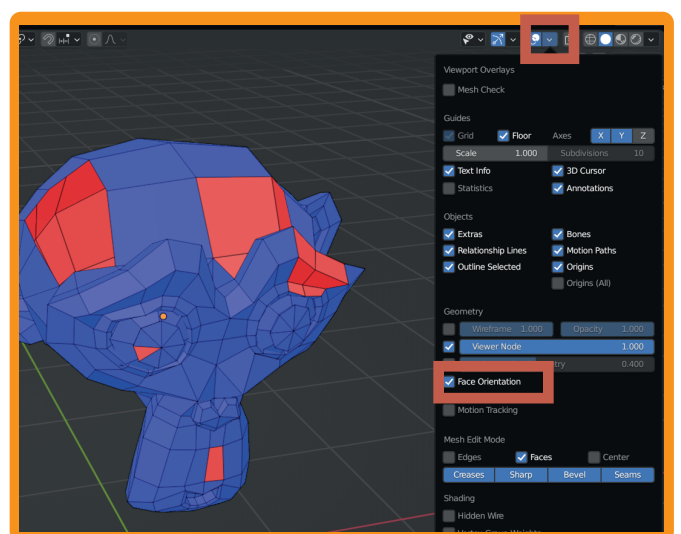 Viewport Overlays
Mesh Check
Guides
Grid Floor Axes X Y Z
Scale 1.000 Subdivisions 10
Text Info 3D Cursor
Statistics Annotations
Objects
Extras Bones
Relationship Lines Motion Paths
Outline Selected Origins
Origins (All)
Geometry
Wireframe 1.000 Opacity 1.000
Viewer Node 1.000
try 0.400
Face Orientation
Motion Tracking
Mesh Edit Mode
Edges Faces Center
Creases Sharp Bevel Seams
Shading
Hidden Wire